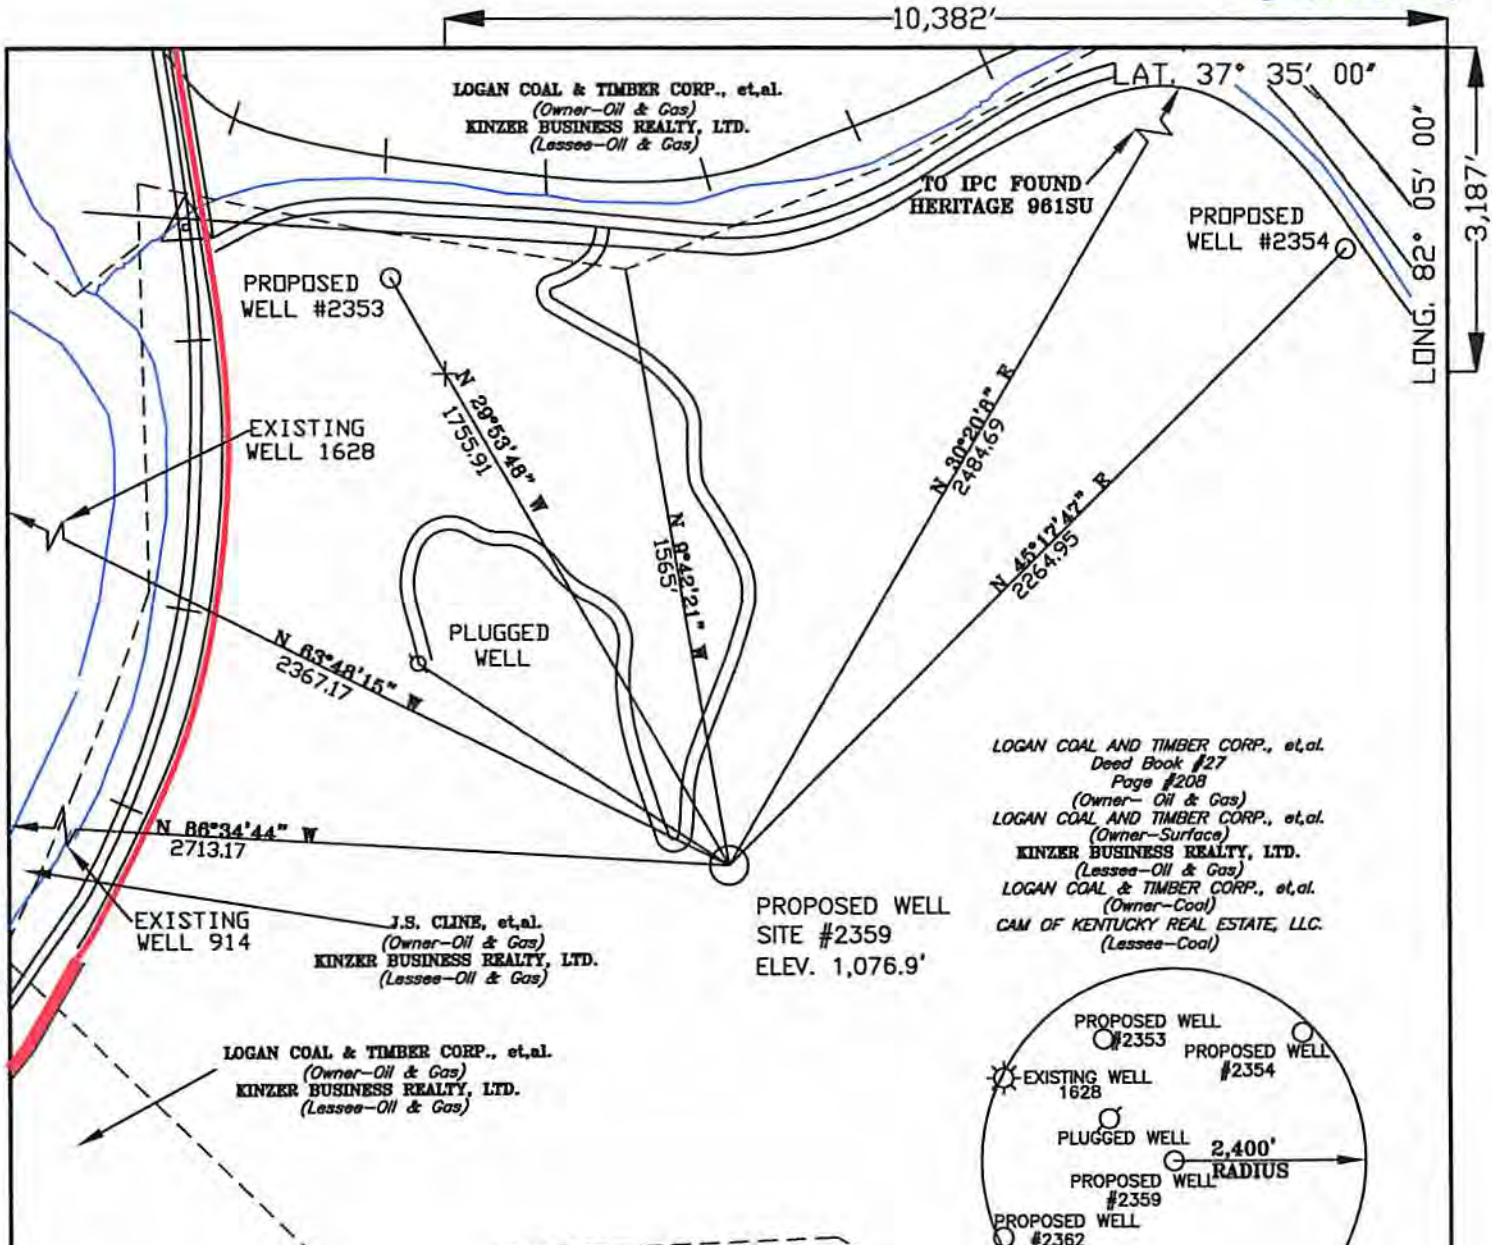 10,382'
LAT. 37° 35' 00"
LONG. 82° 05' 00"
3,187'
LOGAN COAL & TIMBER CORP., et,al.
(Owner-Oil & Gas)
KINZER BUSINESS REALTY, LTD.
(Lessee-Oil & Gas)
TO IPC FOUND
HERITAGE 961SU
PROPOSED
WELL #2354
PROPOSED
WELL #2353
EXISTING
WELL 1628
N 29°53'48" W
1755.91
N 9°42'21" W
1565'
N 30°20'8" E
2484.69
N 45°17'47" E
2264.95
PLUGGED
WELL
N 63°48'15" W
2367.17
N 86°34'44" W
2713.17
EXISTING
WELL 914
J.S. CLINE, et,al.
(Owner-Oil & Gas)
KINZER BUSINESS REALTY, LTD.
(Lessee-Oil & Gas)
PROPOSED WELL
SITE #2359
ELEV. 1,076.9'
LOGAN COAL AND TIMBER CORP., et,al.
Deed Book #27
Page #208
(Owner- Oil & Gas)
LOGAN COAL AND TIMBER CORP., et,al.
(Owner-Surface)
KINZER BUSINESS REALTY, LTD.
(Lessee-Oil & Gas)
LOGAN COAL & TIMBER CORP., et,al.
(Owner-Coal)
CAM OF KENTUCKY REAL ESTATE, LLC.
(Lessee-Coal)
LOGAN COAL & TIMBER CORP., et,al.
(Owner-Oil & Gas)
KINZER BUSINESS REALTY, LTD.
(Lessee-Oil & Gas)
PROPOSED WELL
#2353
PROPOSED WELL
#2354
EXISTING WELL
1628
PLUGGED WELL
2,400'
RADIUS
PROPOSED WELL
#2359
PROPOSED WELL
#2362